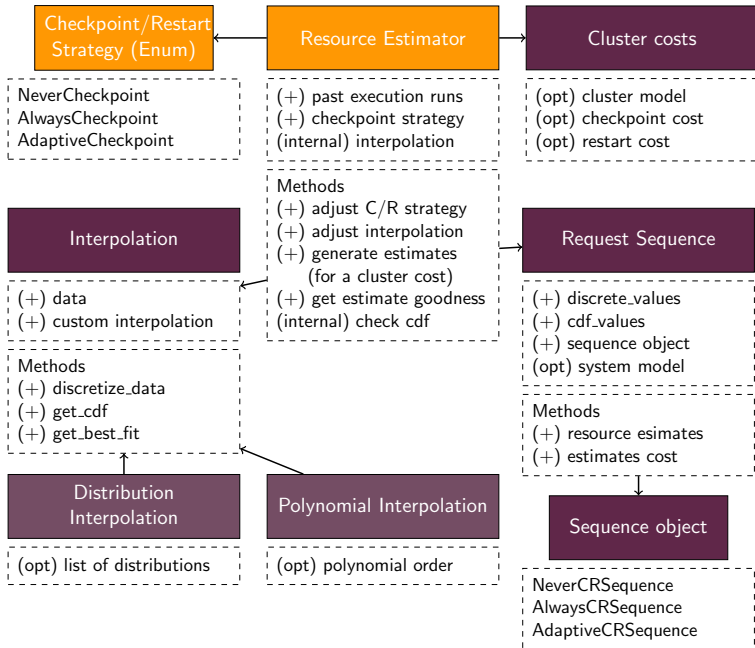 Checkpoint/Restart
Strategy (Enum)
NeverCheckpoint
AlwaysCheckpoint
AdaptiveCheckpoint
Resource Estimator
(+) past execution runs
(+) checkpoint strategy
(internal) interpolation
Methods
(+) adjust C/R strategy
(+) adjust interpolation
(+) generate estimates
(for a cluster cost)
(+) get estimate goodness
(internal) check cdf
Cluster costs
(opt) cluster model
(opt) checkpoint cost
(opt) restart cost
Interpolation
(+) data
(+) custom interpolation
Methods
(+) discretize_data
(+) get_cdf
(+) get_best_fit
Request Sequence
(+) discrete_values
(+) cdf_values
(+) sequence object
(opt) system model
Methods
(+) resource esimates
(+) estimates cost
Distribution
Interpolation
(opt) list of distributions
Polynomial Interpolation
(opt) polynomial order
Sequence object
NeverCRSequence
AlwaysCRSequence
AdaptiveCRSequence